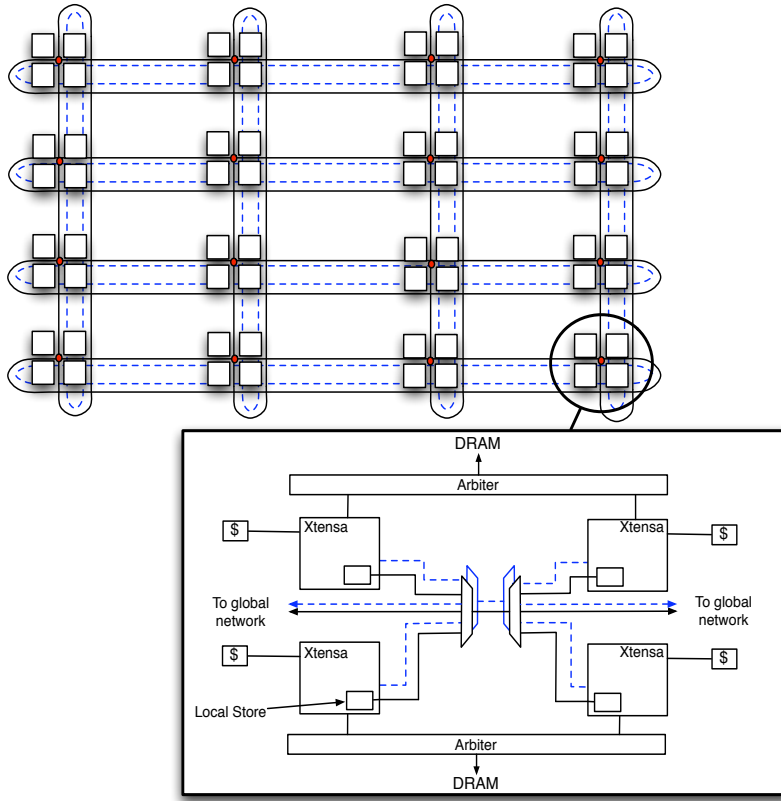 DRAM
Arbiter
$
Xtensa
Xtensa
$
To global
network
To global
network
$
Xtensa
Xtensa
$
Local Store
Arbiter
DRAM